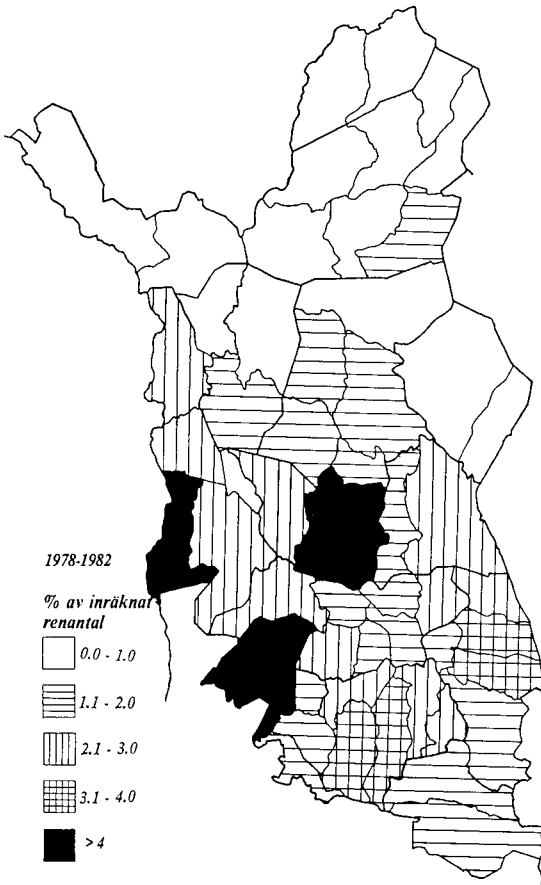 1978-1982
% av inräknat
renantal
0.0 - 1.0
1.1 - 2.0
2.1 - 3.0
3.1 - 4.0
> 4